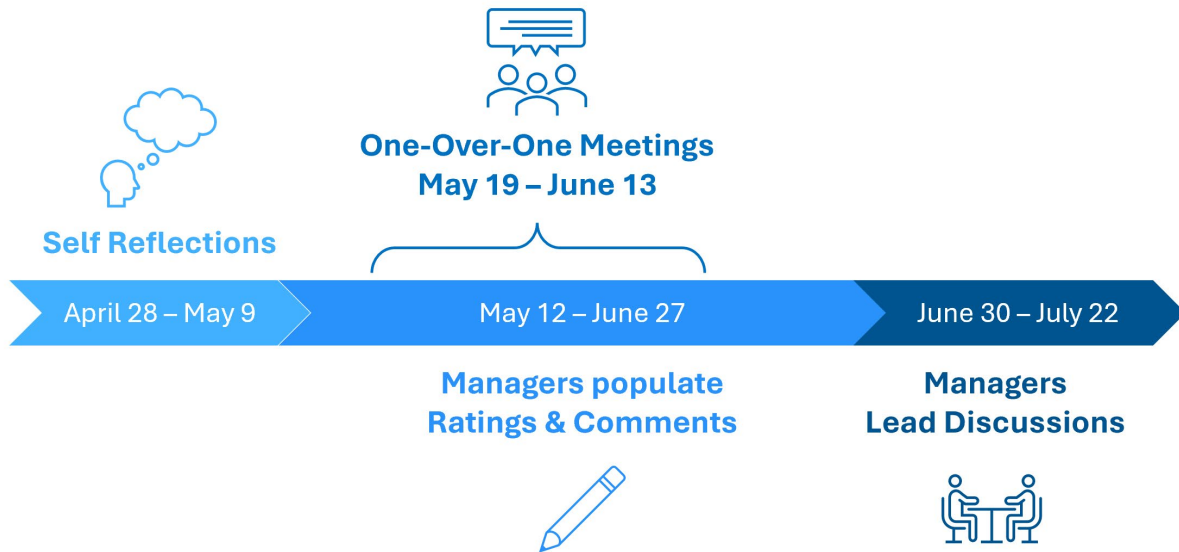 One-Over-One Meetings
May 19 – June 13
Self Reflections
April 28 – May 9
May 12 – June 27
June 30 – July 22
Managers populate
Ratings & Comments
Managers
Lead Discussions